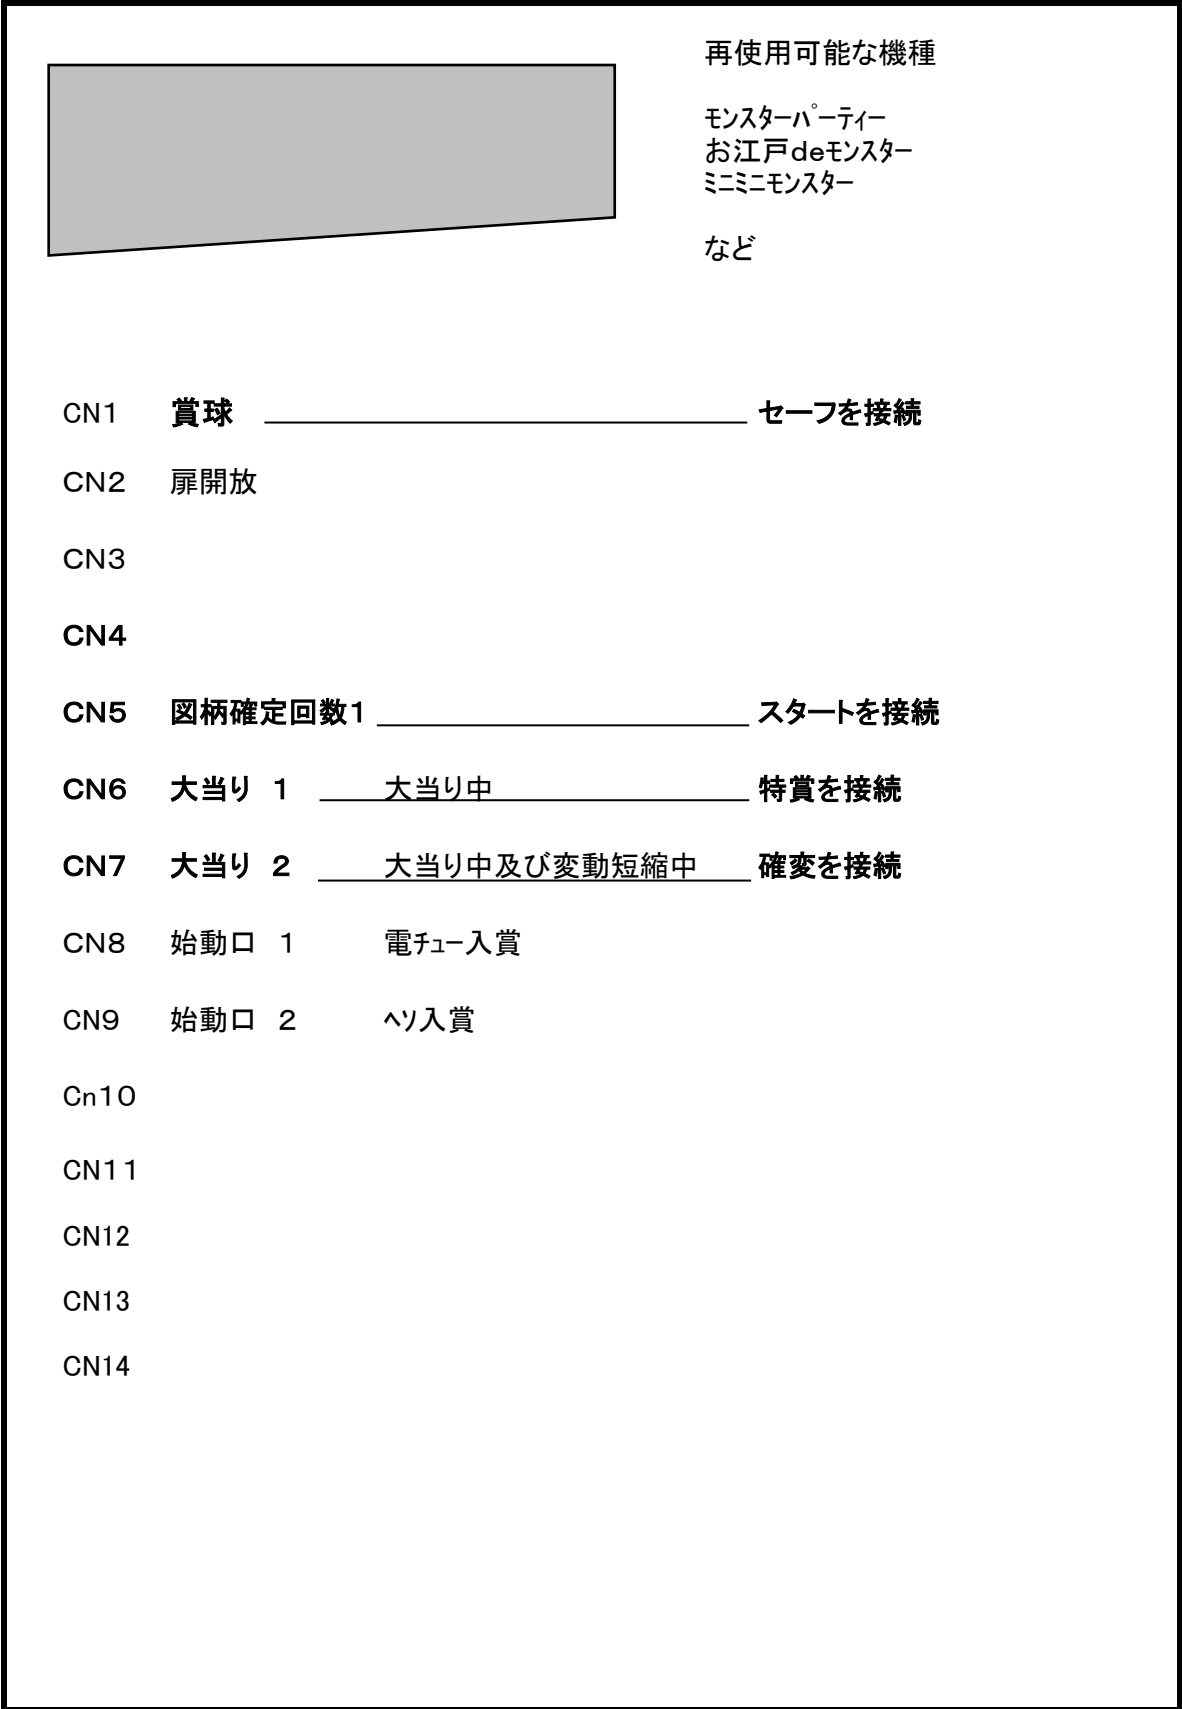 再使用可能な機種
ﾓﾝｽﾀｰﾊﾟｰﾃｨｰ
お江戸deﾓﾝｽﾀｰ
ﾐﾆﾐﾆﾓﾝｽﾀｰ
など
CN1 賞球 セーフを接続
CN2 扉開放
CN3
CN4
CN5 図柄確定回数1 スタートを接続
CN6 大当り 1 大当り中 特賞を接続
CN7 大当り 2 大当り中及び変動短縮中 確変を接続
CN8 始動口 1 電ﾁｭｰ入賞
CN9 始動口 2 ﾍｿ入賞
Cn10
CN11
CN12
CN13
CN14